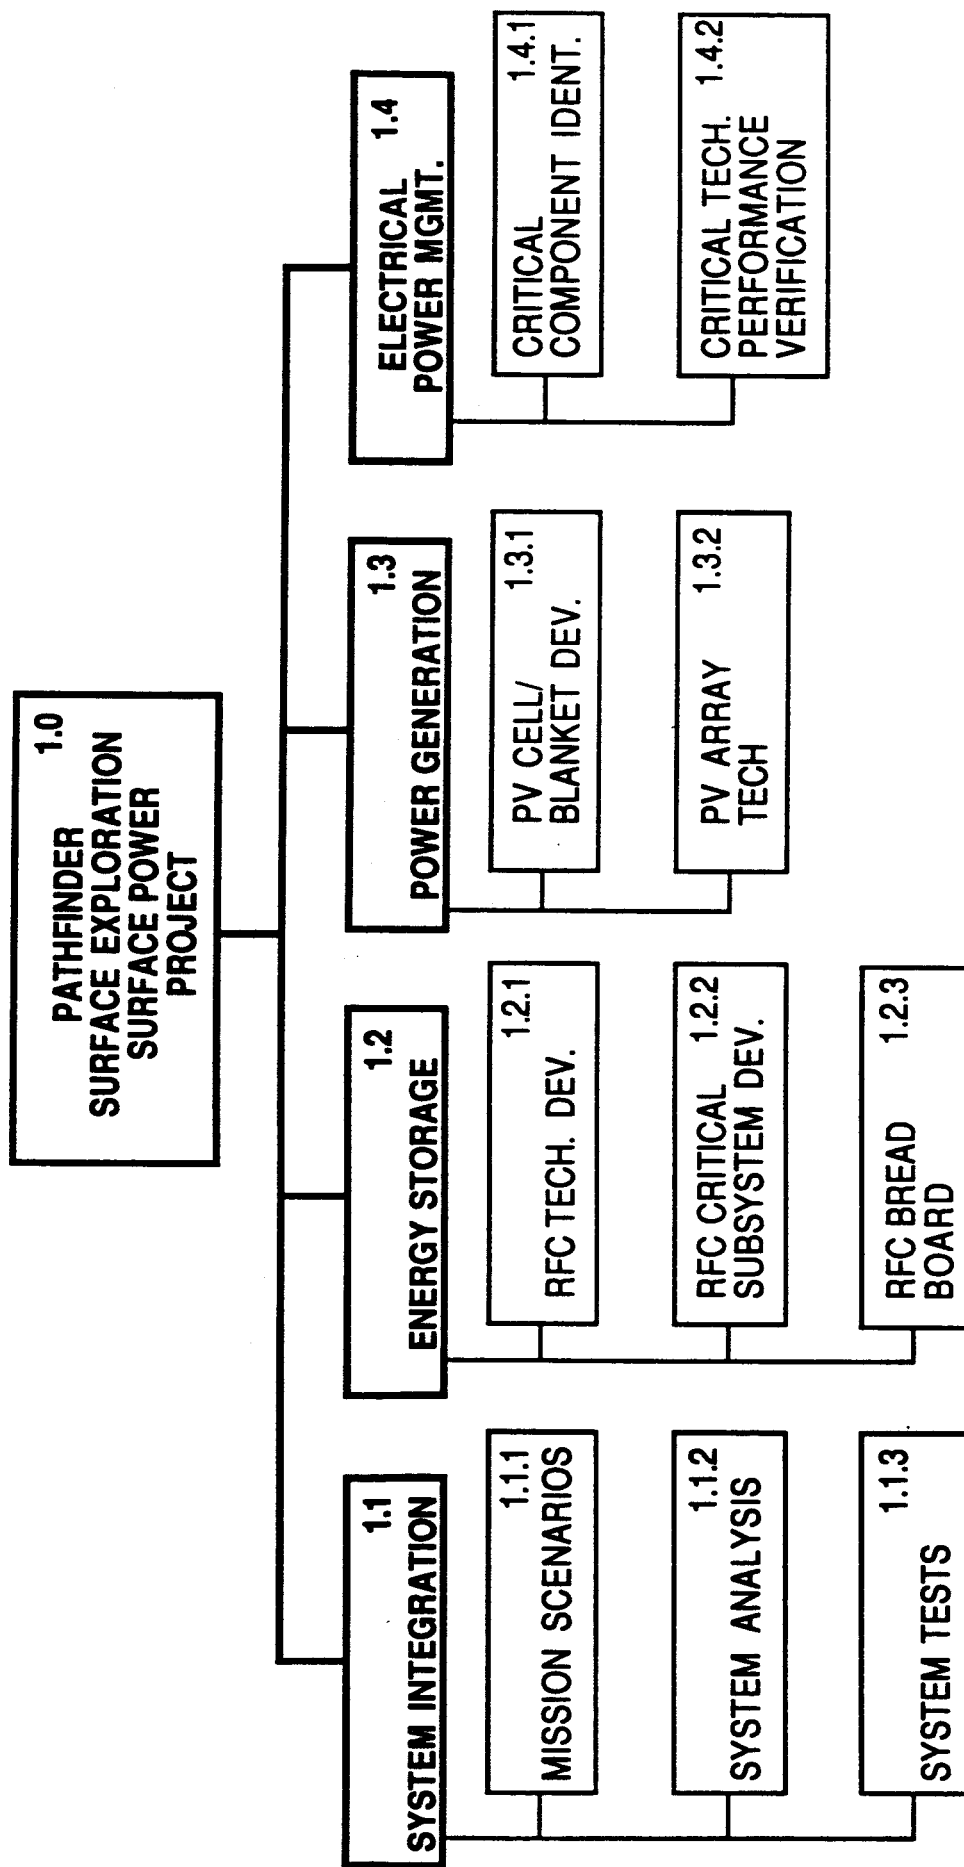 1.0
PATHFINDER
SURFACE EXPLORATION
SURFACE POWER
PROJECT
1.1
SYSTEM INTEGRATION
1.1.1
MISSION SCENARIOS
1.1.2
SYSTEM ANALYSIS
1.1.3
SYSTEM TESTS
1.2
ENERGY STORAGE
1.2.1
RFC TECH. DEV.
RFC CRITICAL 1.2.2
SUBSYSTEM DEV.
RFC BREAD 1.2.3
BOARD
1.3
POWER GENERATION
PV CELL/ 1.3.1
BLANKET DEV.
PV ARRAY 1.3.2
TECH
ELECTRICAL 1.4
POWER MGMT.
CRITICAL 1.4.1
COMPONENT IDENT.
CRITICAL TECH. 1.4.2
PERFORMANCE
VERIFICATION